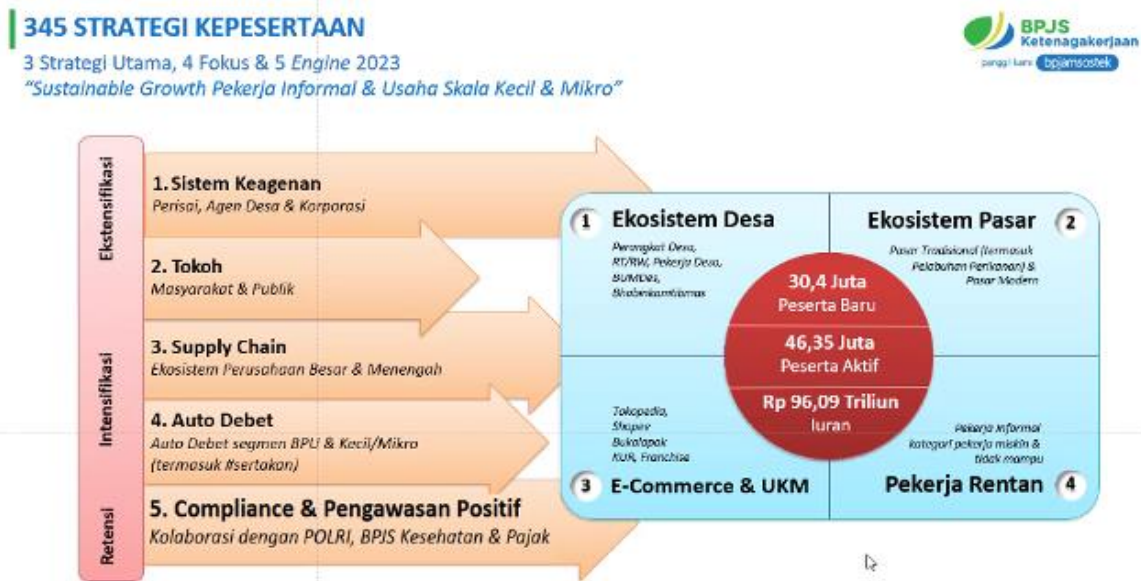 345 STRATEGI KEPESERTAAN
3 Strategi Utama, 4 Fokus & 5 Engine 2023
“Sustainable Growth Pekerja Informal & Usaha Skala Kecil & Mikro”
BPJS
Ketenagakerjaan
panggil kami bpjamsostek
Ekstensifikasi
Intensifikasi
Retensi
1. Sistem Keagenan
Perisai, Agen Desa & Korporasi
2. Tokoh
Masyarakat & Publik
3. Supply Chain
Ekosistem Perusahaan Besar & Menengah
4. Auto Debet
Auto Debet segmen BPU & Kecil/Mikro
(termasuk #sertakan)
5. Compliance & Pengawasan Positif
Kolaborasi dengan POLRI, BPJS Kesehatan & Pajak
1 Ekosistem Desa
Perangkat Desa,
RT/RW, Pekerja Desa,
BUMDes,
Bhabinkamtibmas
Ekosistem Pasar 2
Pasar Tradisional (termasuk
Pelabuhan Perikanan) &
Pasar Modern
30,4 Juta
Peserta Baru
46,35 Juta
Peserta Aktif
Rp 96,09 Triliun
Iuran
Tokopedia,
Shopee
Bukalapak
KUR, Franchise
3 E-Commerce & UKM
Pekerja Informal
kategori pekerja miskin &
tidak mampu
Pekerja Rentan 4